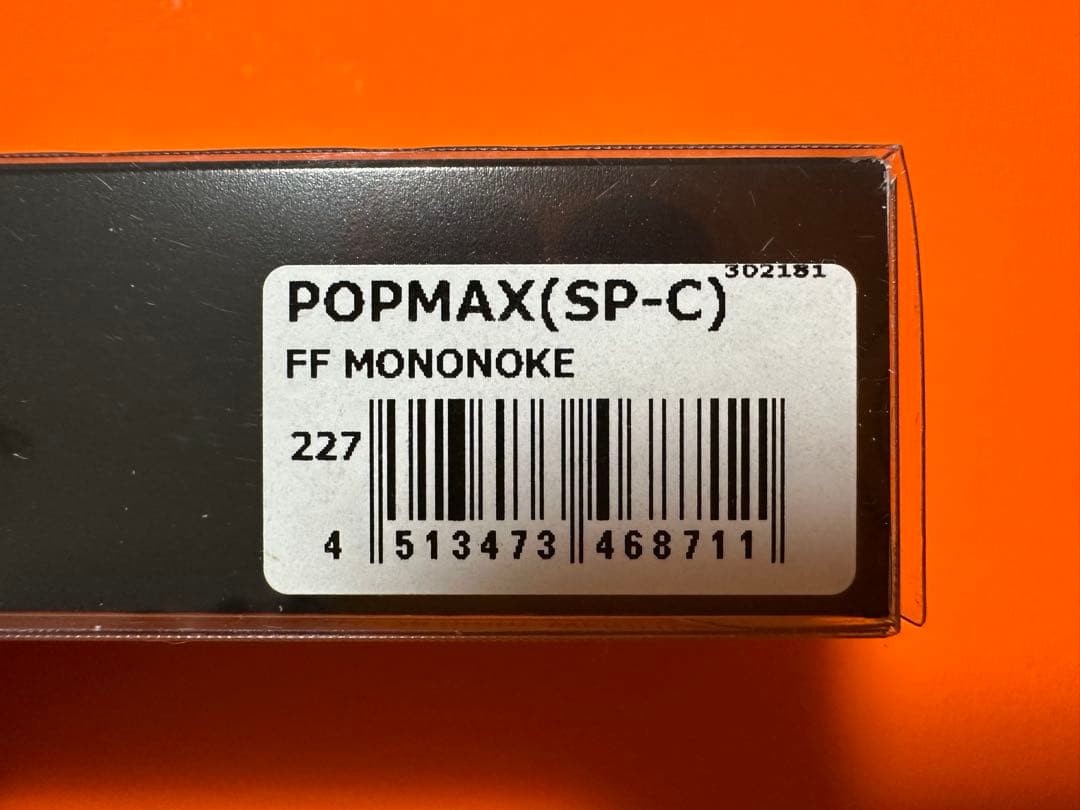 302181
POPMAX(SP-C)
FF MONONOKE
227
4 513473 468711